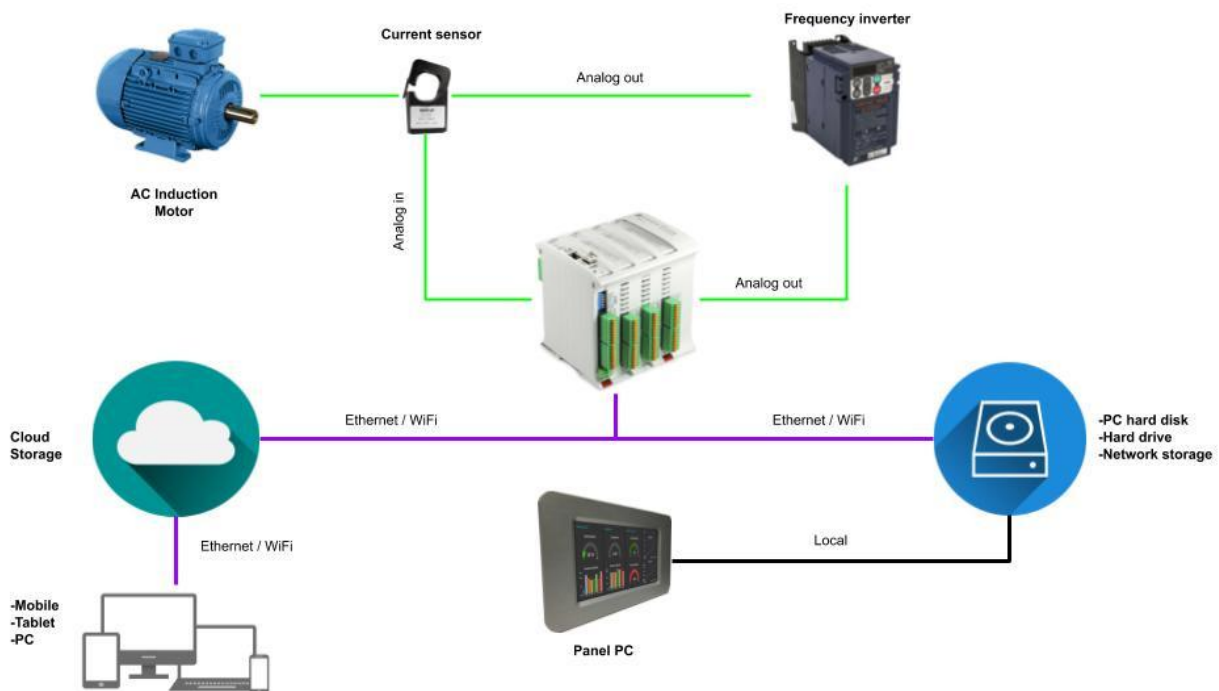 Frequency inverter
Current sensor
Analog out
AC Induction
Motor
Analog in
Analog out
Ethernet / WiFi
Ethernet / WiFi
Cloud
Storage
-PC hard disk
-Hard drive
-Network storage
Ethernet / WiFi
Local
-Mobile
-Tablet
-PC
Panel PC